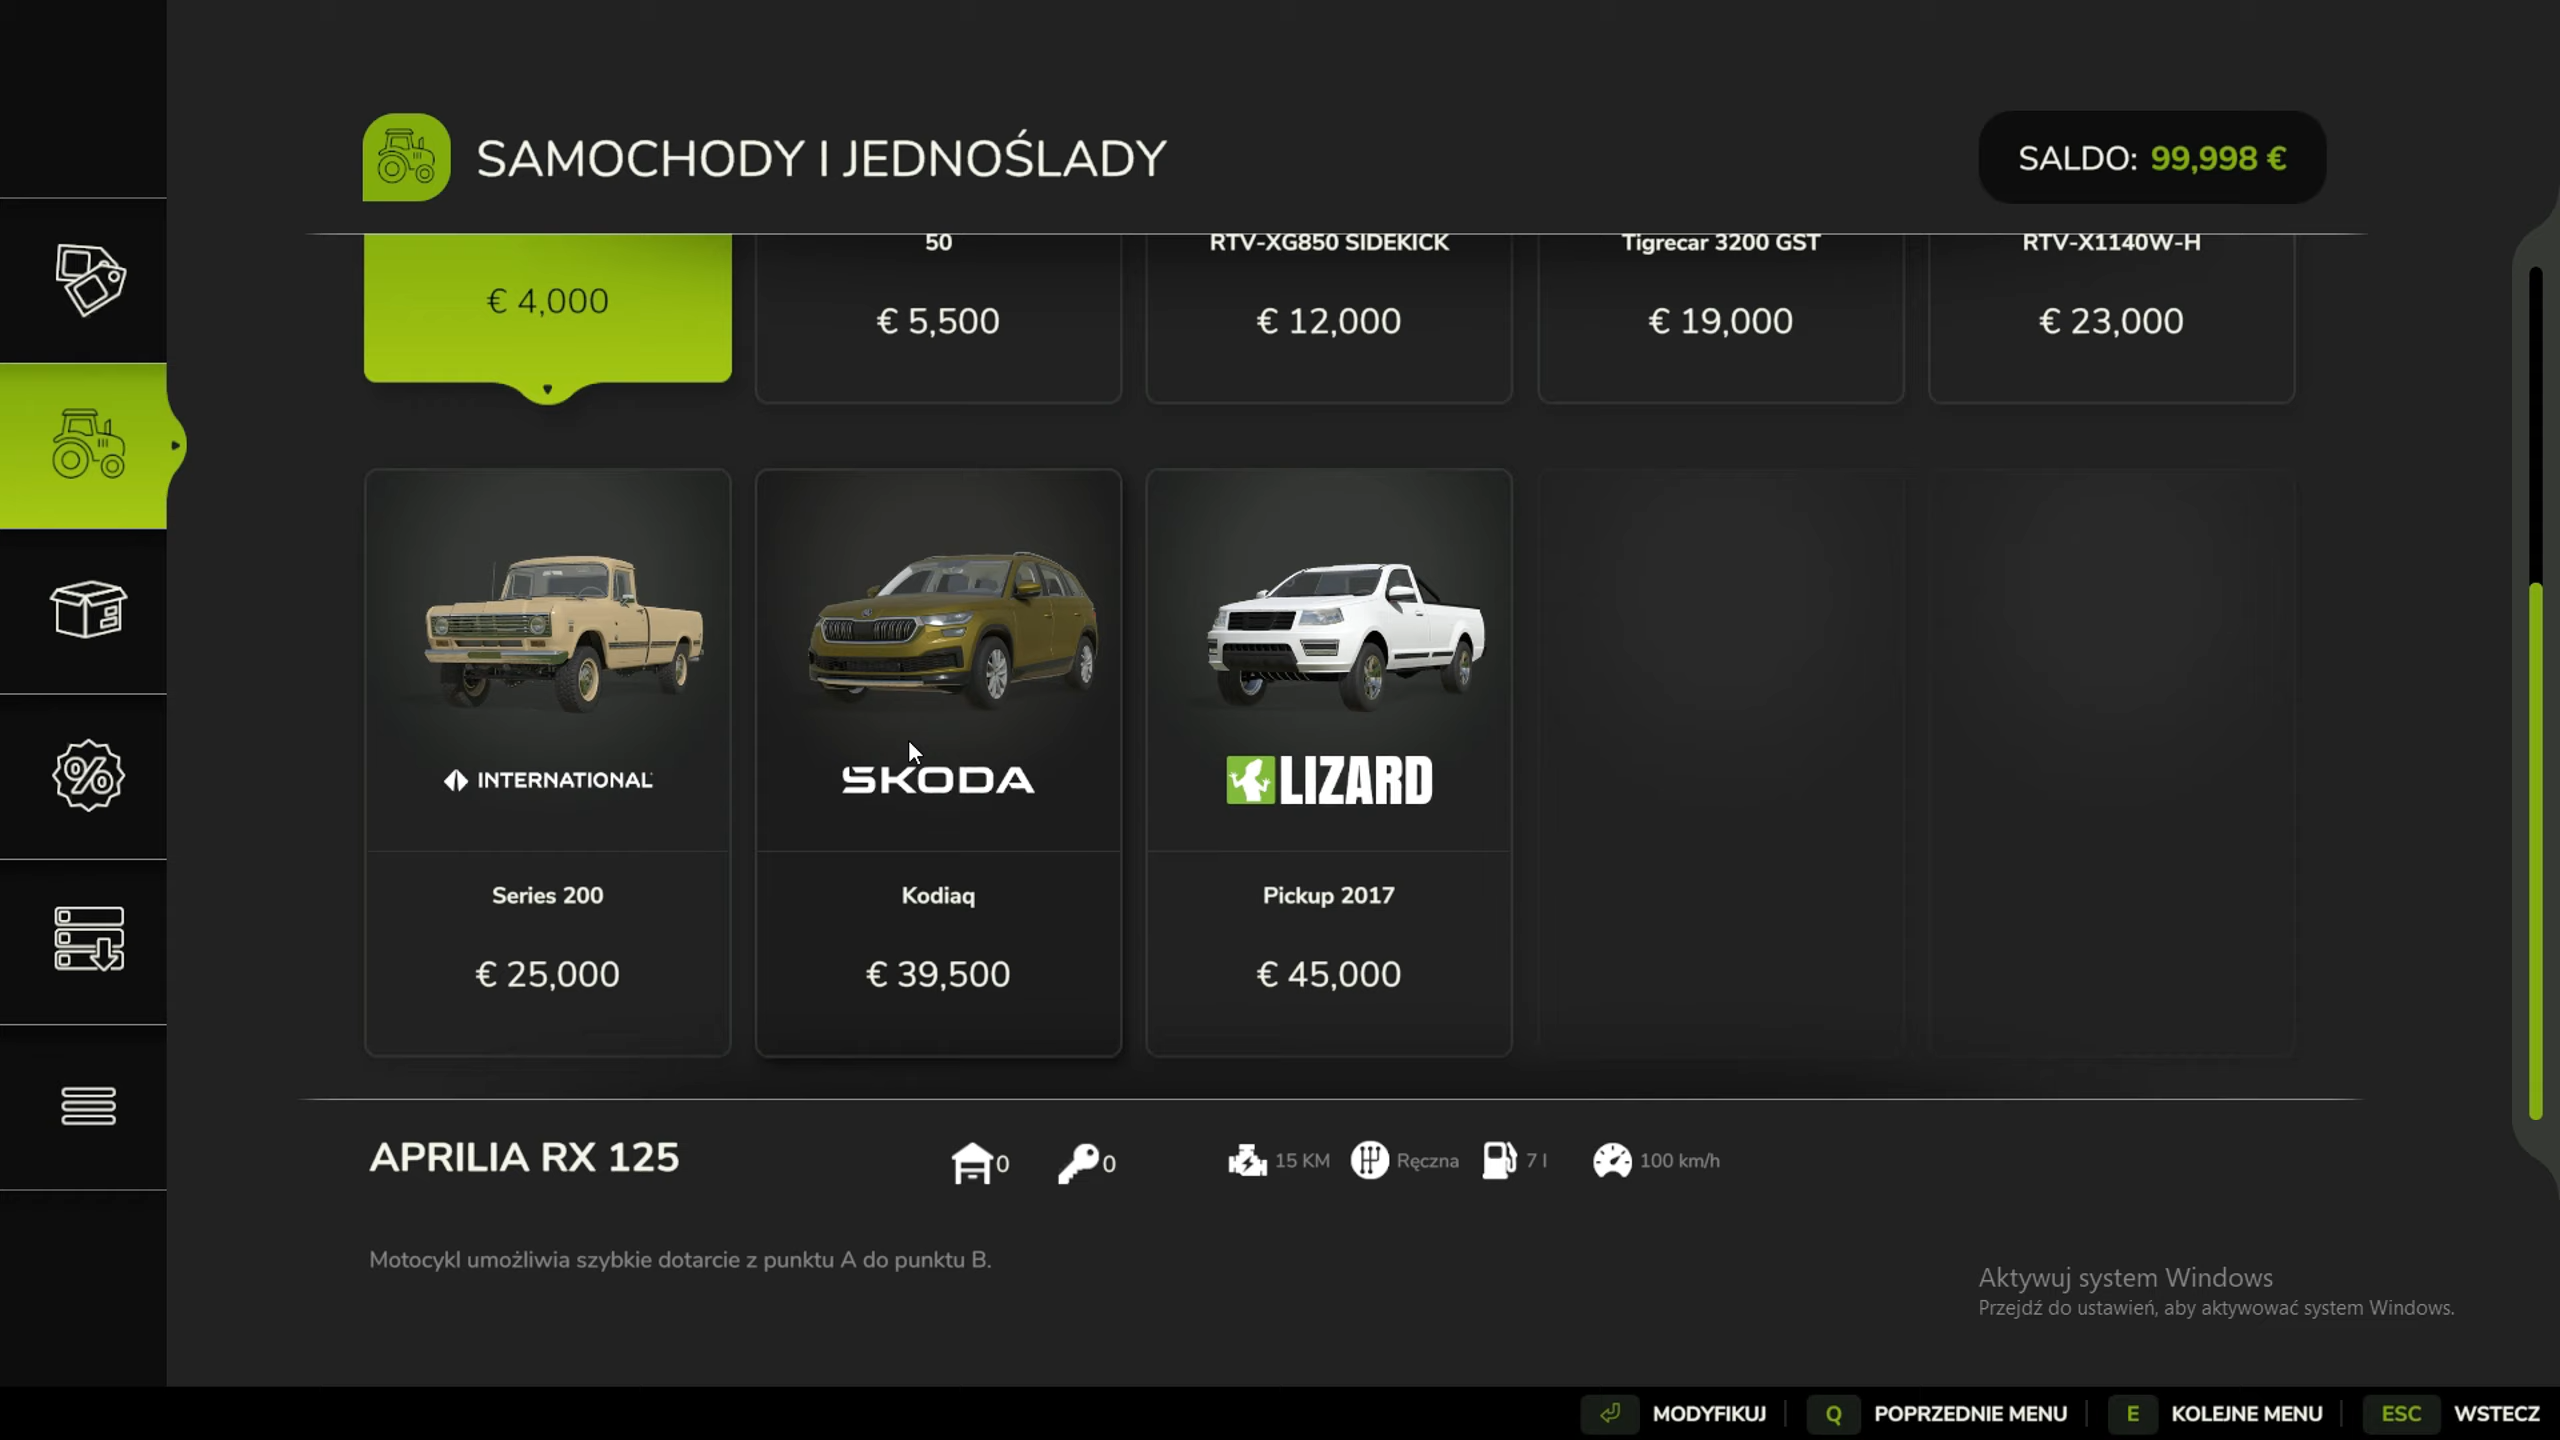 SAMOCHODY I JEDNOŚLADY
SALDO: 99,998 €
50
RTV-XG850 SIDEKICK
Tigrecar 3200 GST
RTV-X1140W-H
€ 4,000
€ 5,500
€ 12,000
€ 19,000
€ 23,000
INTERNATIONAL
ŠKODA
LIZARD
Series 200
Kodiaq
Pickup 2017
€ 25,000
€ 39,500
€ 45,000
APRILIA RX 125
0
0
15 KM
Ręczna
7 l
100 km/h
Motocykl umożliwia szybkie dotarcie z punktu A do punktu B.
Aktywuj system Windows
Przejdź do ustawień, aby aktywować system Windows.
MODYFIKUJ
Q POPRZEDNIE MENU
E KOLEJNE MENU
ESC WSTECZ